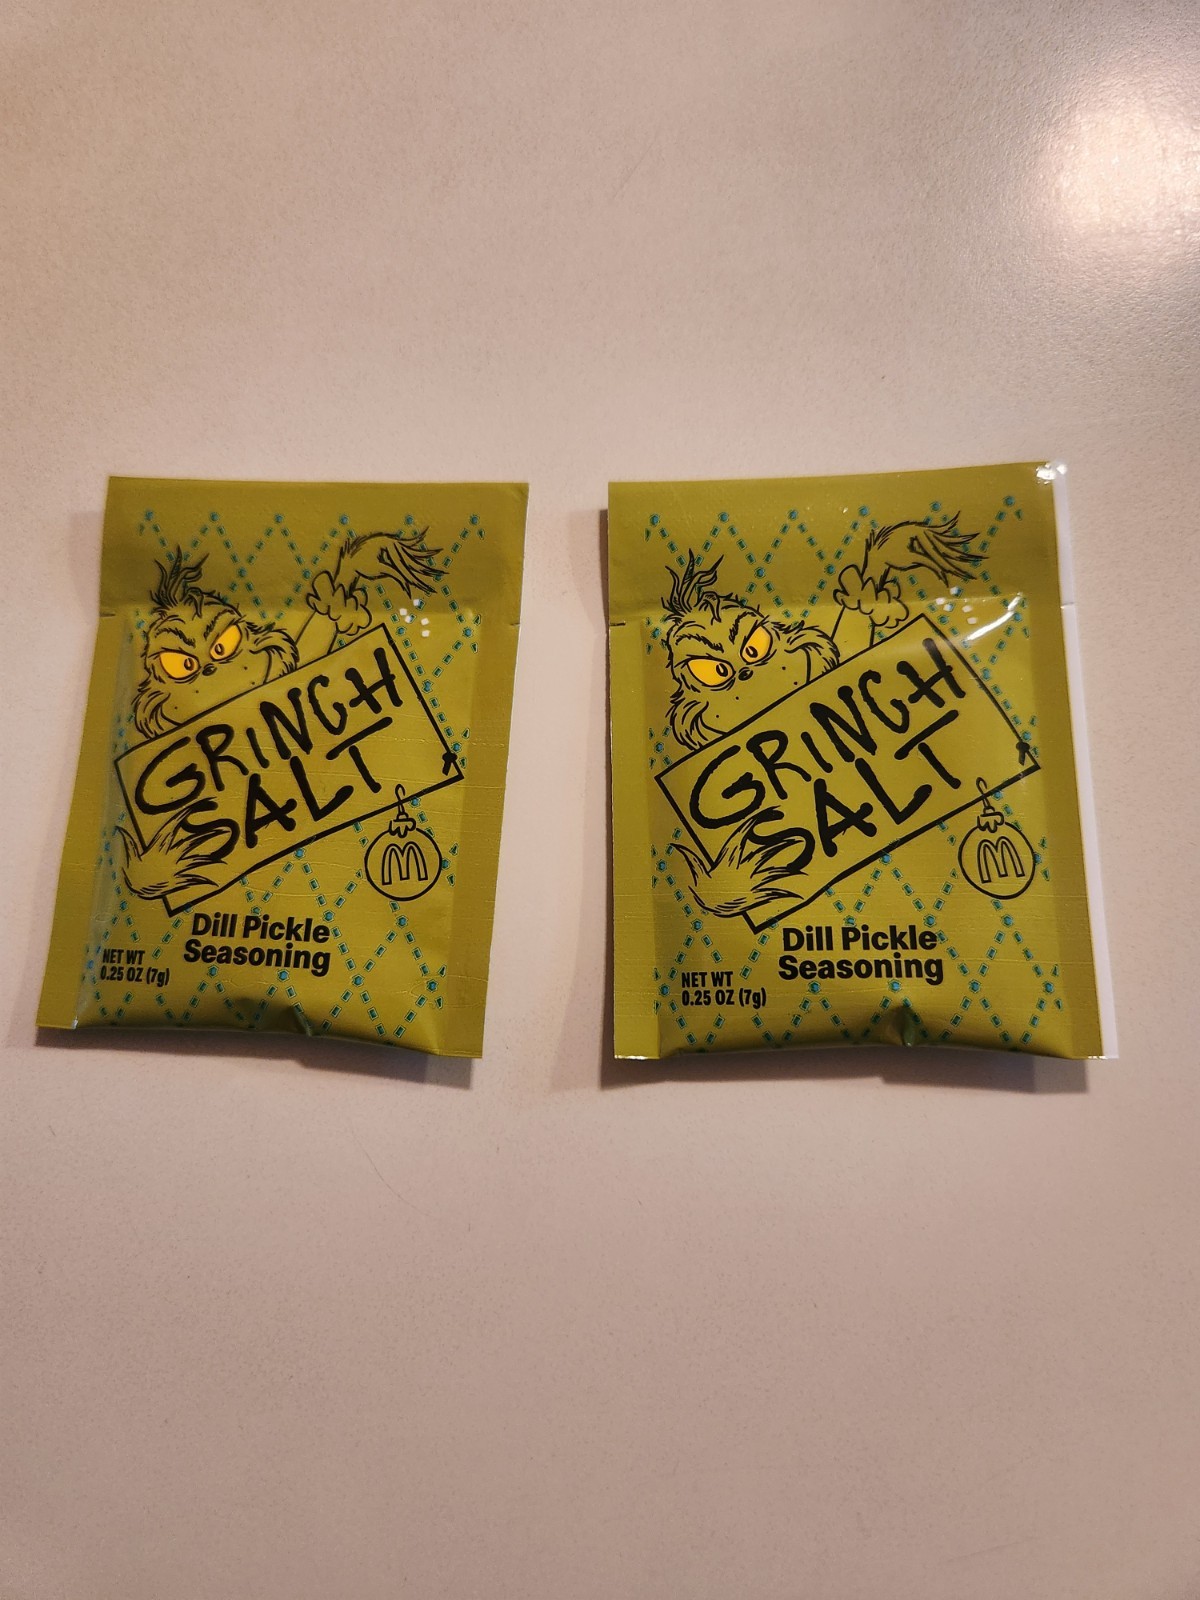 GRINCH
SALT
Dill Pickle
Seasoning
NET WT
0.25 OZ (7g)
GRINCH
SALT
Dill Pickle
Seasoning
NET WT
0.25 OZ (7g)